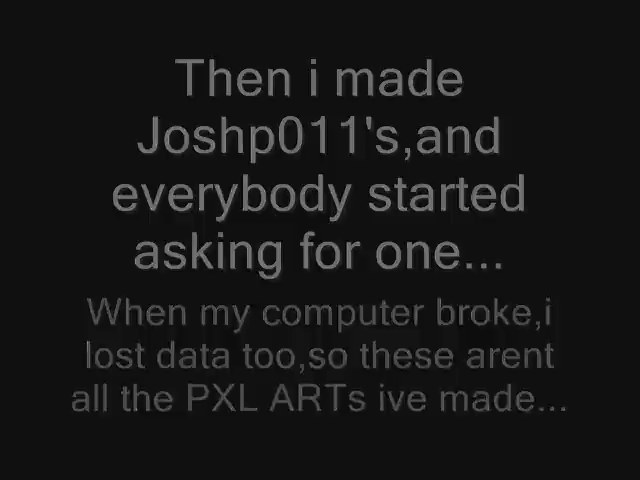 Then i made
Joshp011's,and
everybody started
asking for one...
When my computer broke,i
lost data too,so these arent
all the PXL ARTs ive made...